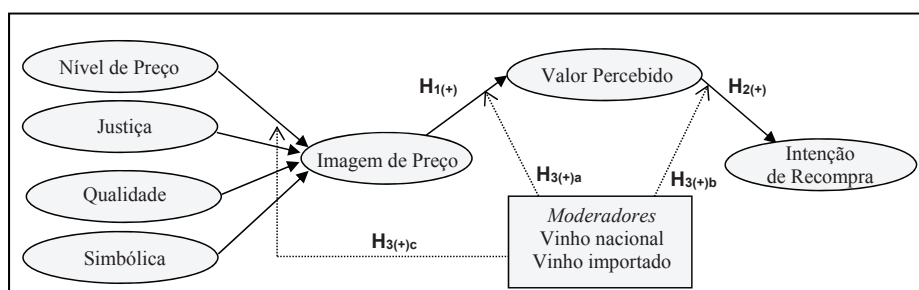 Nível de Preço
Justiça
Qualidade
Simbólica
Imagem de Preço
H1(+)
Valor Percebido
H2(+)
Intenção
de Recompra
H3(+)a
H3(+)b
H3(+)c
Moderadores
Vinho nacional
Vinho importado